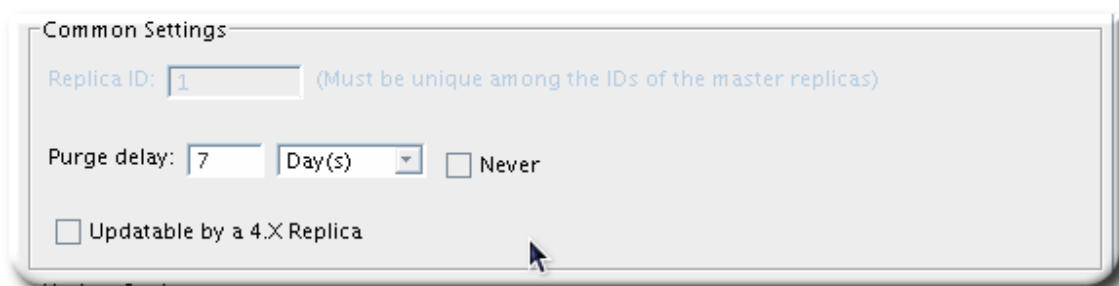 Common Settings
Replica ID: 1 (Must be unique among the IDs of the master replicas)
Purge delay: 7 Day(s) Never
Updatable by a 4.X Replica